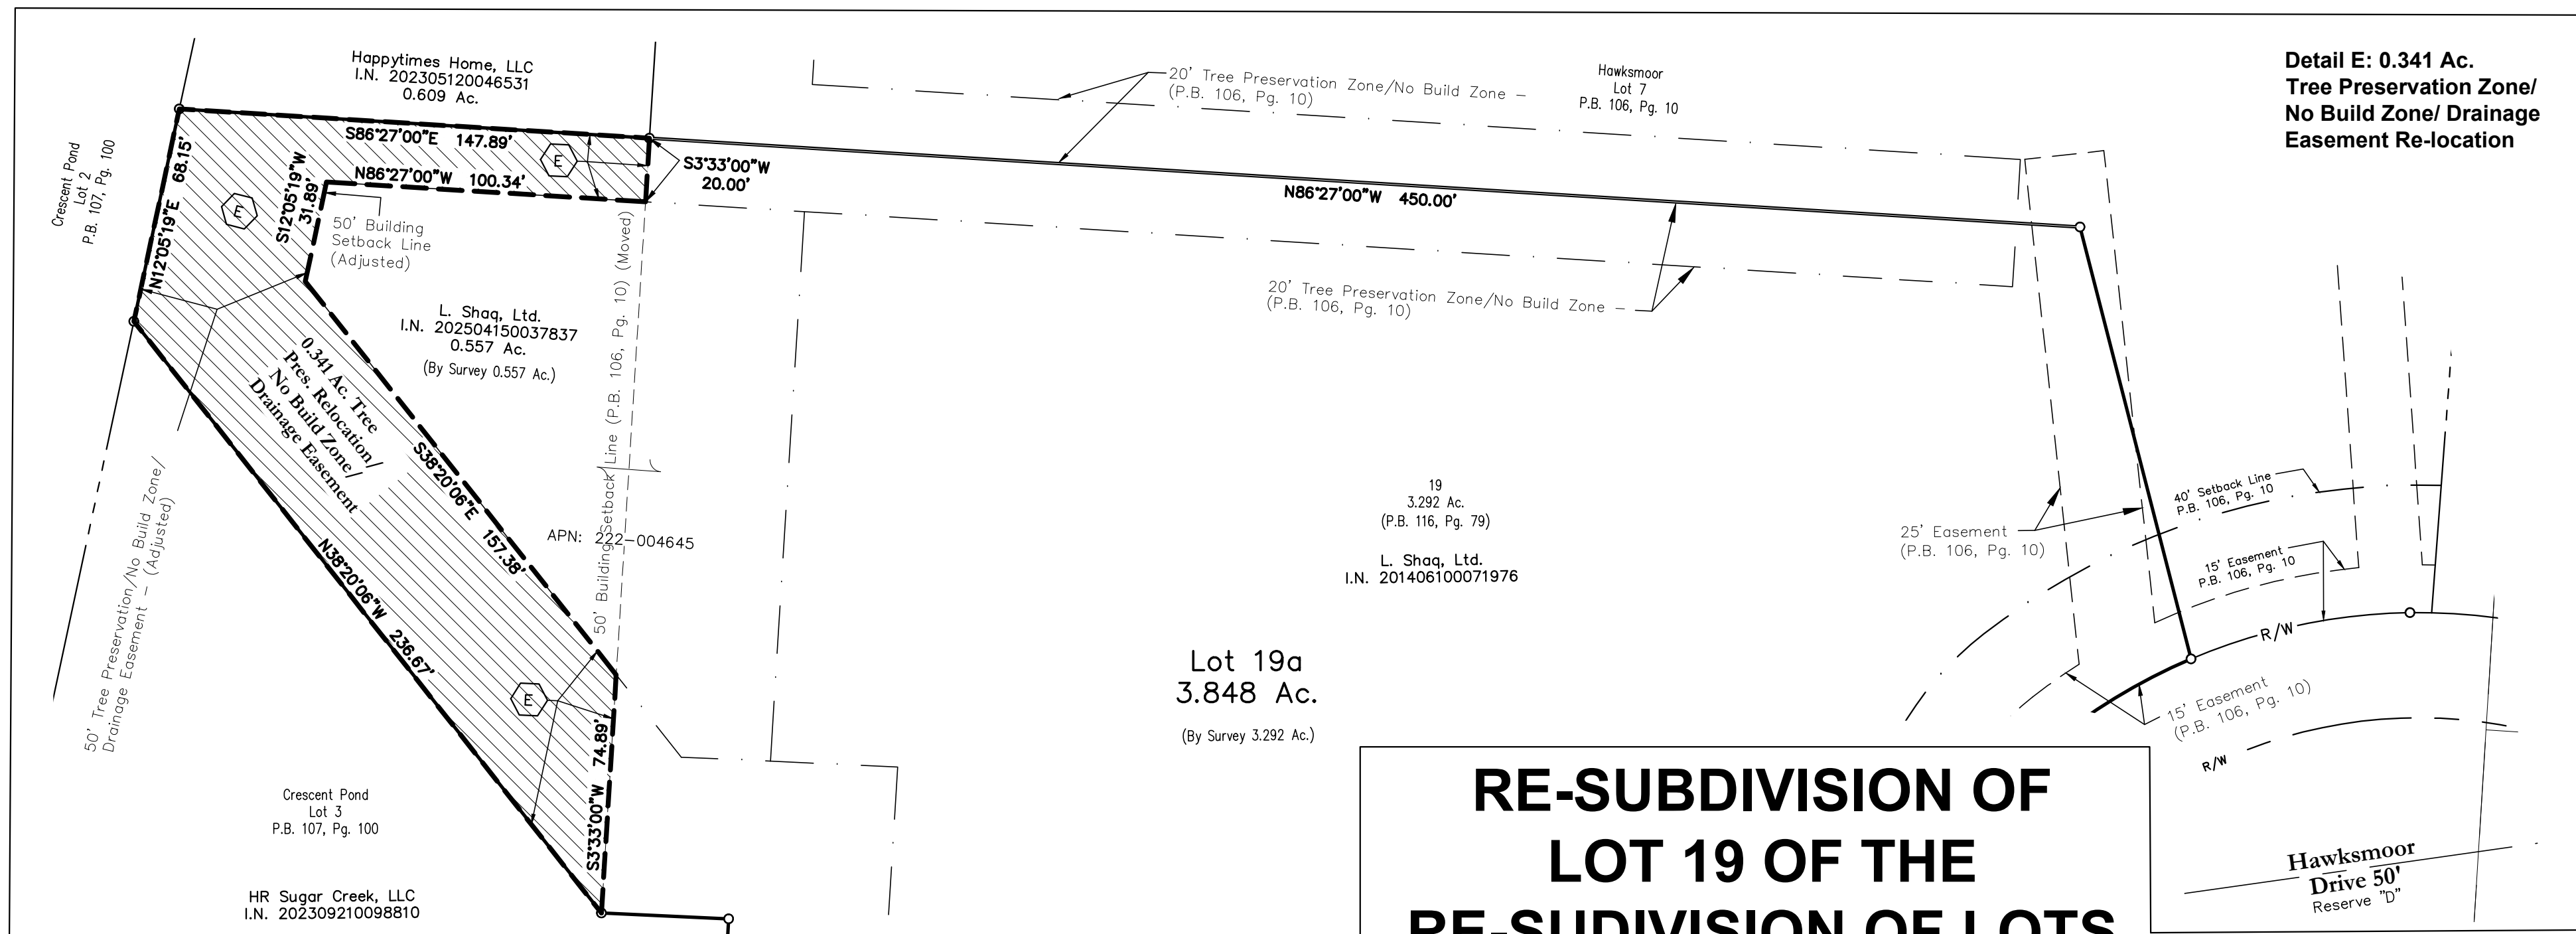 Happytimes Home, LLC
I.N. 202305120046531
0.609 Ac.
20' Tree Preservation Zone/No Build Zone –
(P.B. 106, Pg. 10)
Hawksmoor
Lot 7
P.B. 106, Pg. 10
Detail E: 0.341 Ac.
Tree Preservation Zone/
No Build Zone/ Drainage
Easement Re-location
Crescent Pond
Lot 2
P.B. 107, Pg. 100
N12°05'19"E 68.15'
S86°27'00"E 147.89'
E
S3°33'00"W
20.00'
N86°27'00"W 100.34'
S12°05'19"W
31.89'
E
N86°27'00"W 450.00'
50' Building
Setback Line
(Adjusted)
20' Tree Preservation Zone/No Build Zone –
(P.B. 106, Pg. 10)
L. Shaq, Ltd.
I.N. 202504150037837
0.557 Ac.
(By Survey 0.557 Ac.)
50' Building Setback Line (P.B. 106, Pg. 10) (Moved)
0.341 Ac. Tree
Pres. Relocation/
No Build Zone/
Drainage Easement
S38°20'06"E 157.38'
N38°20'06"W 236.67'
50' Tree Preservation/No Build Zone/
Drainage Easement – (Adjusted)
APN: 222-004645
19
3.292 Ac.
(P.B. 116, Pg. 79)
L. Shaq, Ltd.
I.N. 201406100071976
25' Easement
(P.B. 106, Pg. 10)
40' Setback Line
P.B. 106, Pg. 10
15' Easement
P.B. 106, Pg. 10
R/W
15' Easement
(P.B. 106, Pg. 10)
R/W
Lot 19a
3.848 Ac.
(By Survey 3.292 Ac.)
E
S3°33'00"W 74.89'
Crescent Pond
Lot 3
P.B. 107, Pg. 100
HR Sugar Creek, LLC
I.N. 202309210098810
RE-SUBDIVISION OF
LOT 19 OF THE
RE-SUDIVISION OF LOTS
Hawksmoor
Drive 50'
Reserve "D"